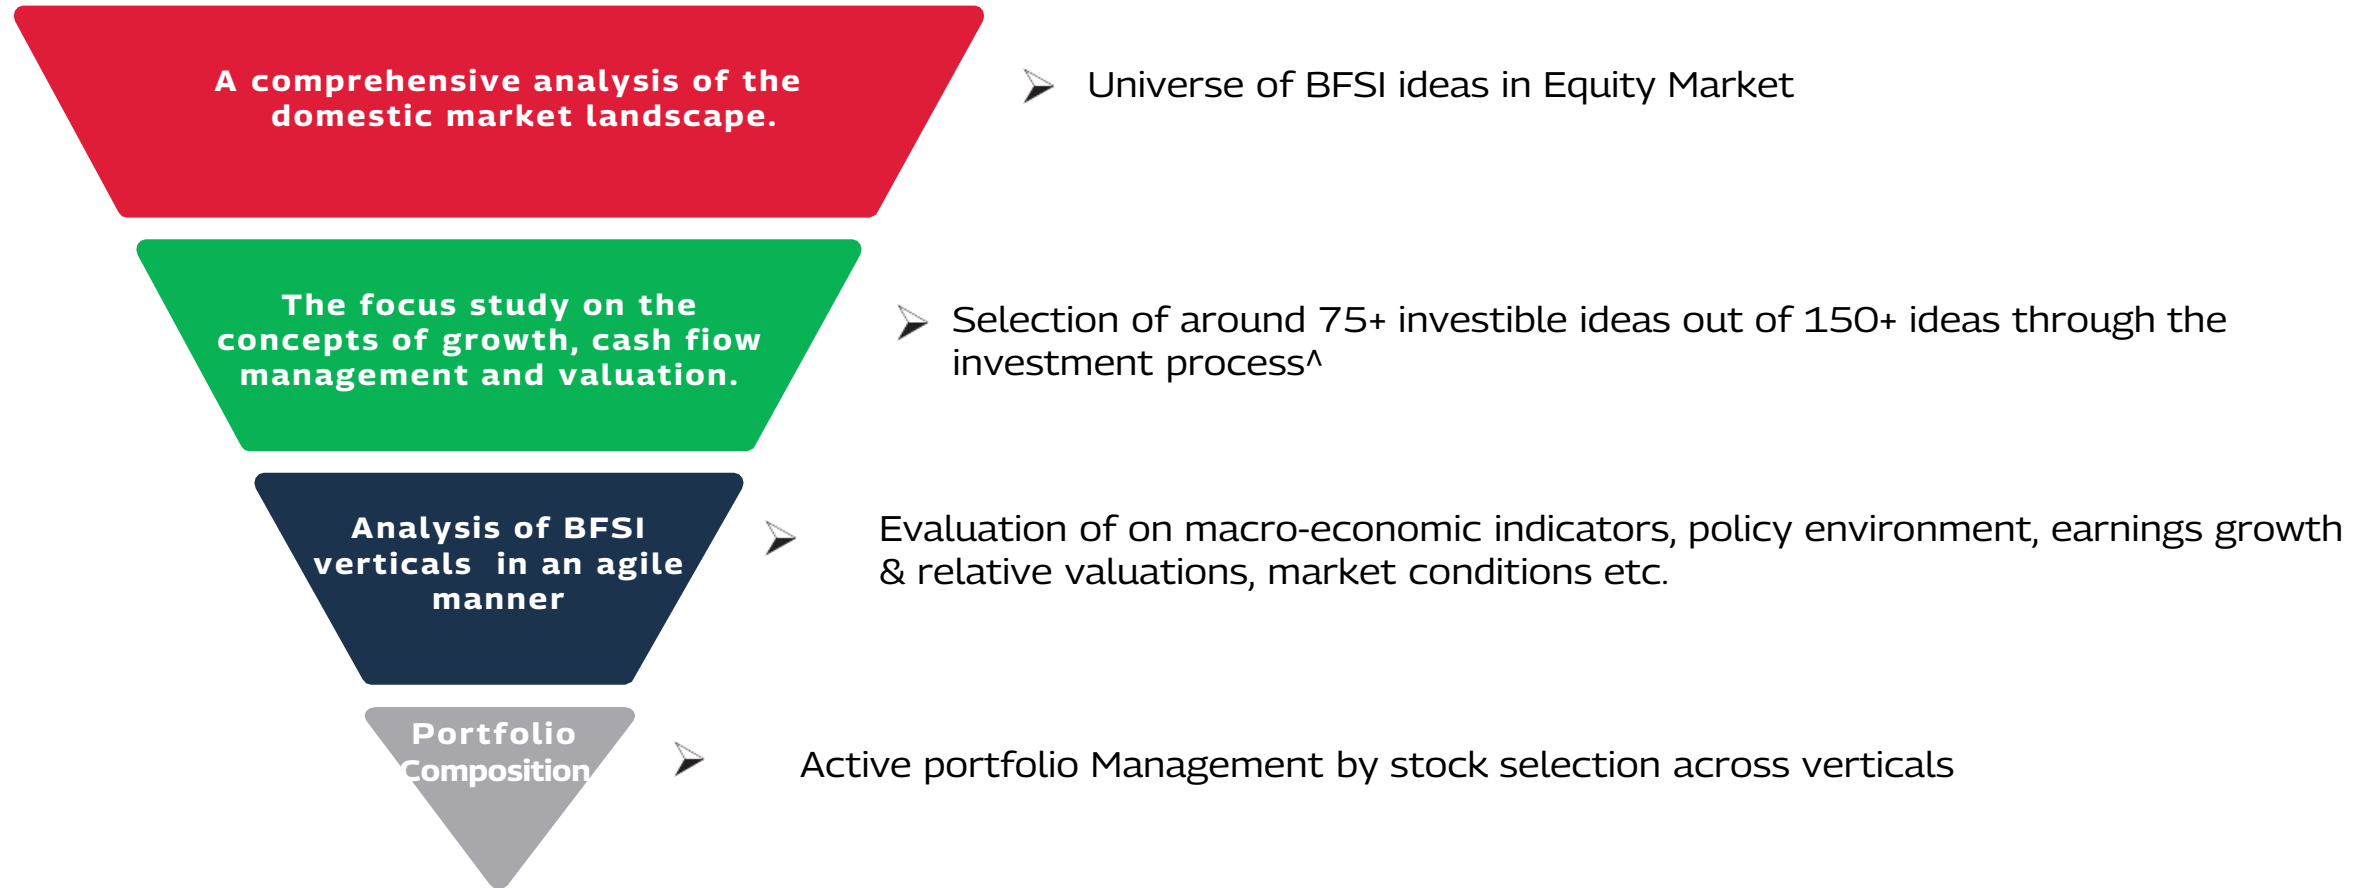 A comprehensive analysis of the
domestic market landscape.
Universe of BFSI ideas in Equity Market
The focus study on the
concepts of growth, cash fiow
management and valuation.
Selection of around 75+ investible ideas out of 150+ ideas through the
investment process^
Analysis of BFSI
verticals in an agile
manner
Evaluation of on macro-economic indicators, policy environment, earnings growth
& relative valuations, market conditions etc.
Portfolio
Composition
Active portfolio Management by stock selection across verticals